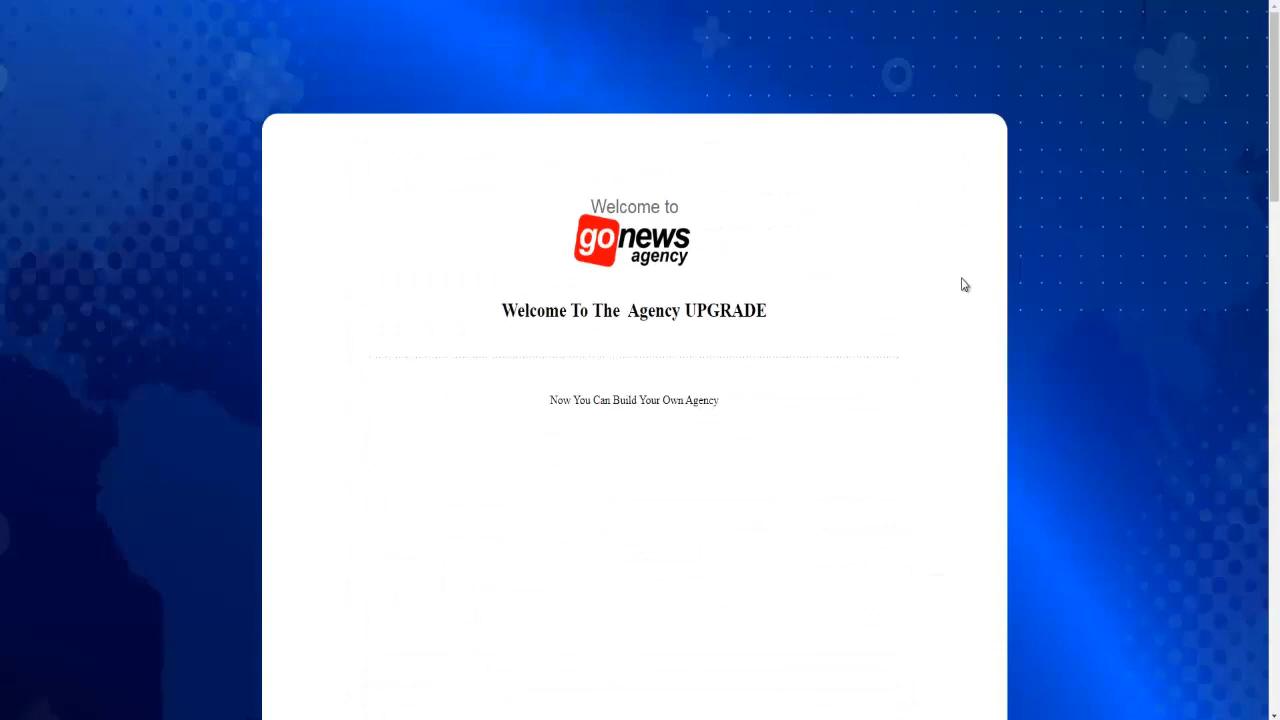 Welcome to
go news
agency
Welcome To The Agency UPGRADE
Now You Can Build Your Own Agency